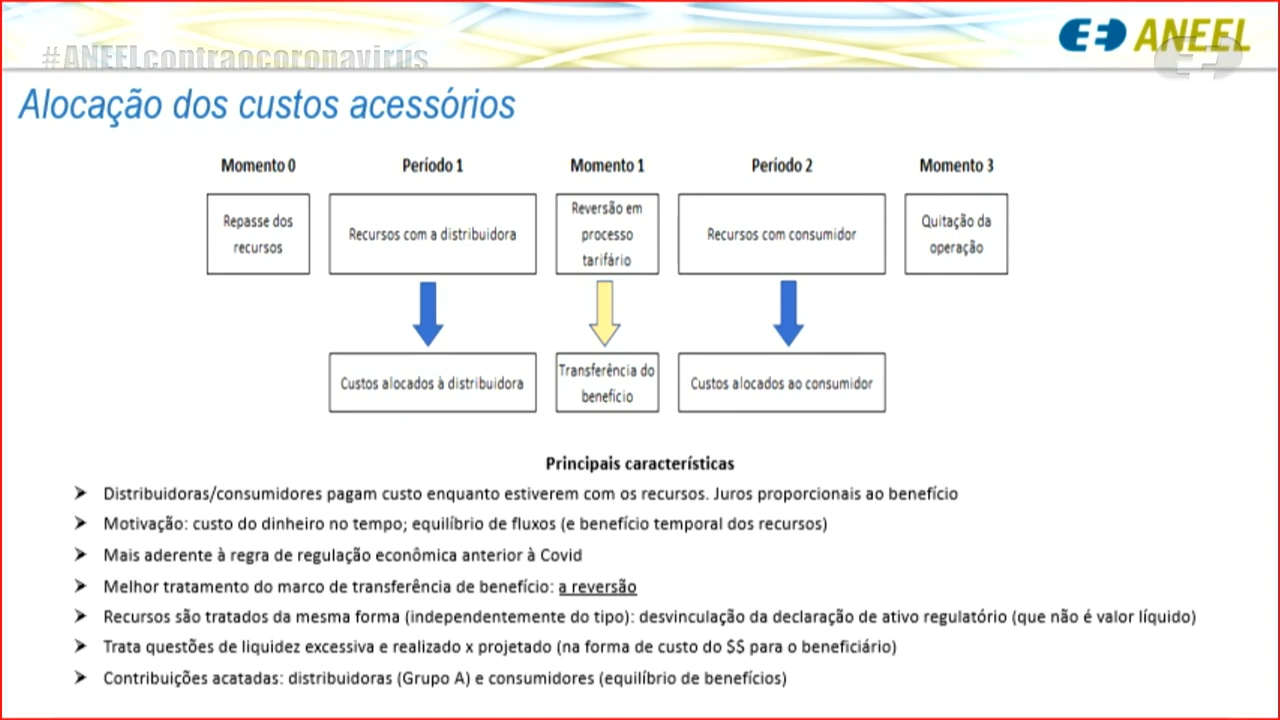 #ANEELcontraocoronavirus
ANEEL
Alocação dos custos acessórios
Momento 0
Período 1
Momento 1
Período 2
Momento 3
Repasse dos
recursos
Recursos com a distribuidora
Reversão em
processo
tarifário
Recursos com consumidor
Quitação da
operação
Custos alocados à distribuidora
Transferência do
benefício
Custos alocados ao consumidor
Principais características
Distribuidoras/consumidores pagam custo enquanto estiverem com os recursos. Juros proporcionais ao benefício
Motivação: custo do dinheiro no tempo; equilíbrio de fluxos (e benefício temporal dos recursos)
Mais aderente à regra de regulação econômica anterior à Covid
Melhor tratamento do marco de transferência de benefício: a reversão
Recursos são tratados da mesma forma (independentemente do tipo): desvinculação da declaração de ativo regulatório (que não é valor líquido)
Trata questões de liquidez excessiva e realizado x projetado (na forma de custo do $$ para o beneficiário)
Contribuições acatadas: distribuidoras (Grupo A) e consumidores (equilíbrio de benefícios)